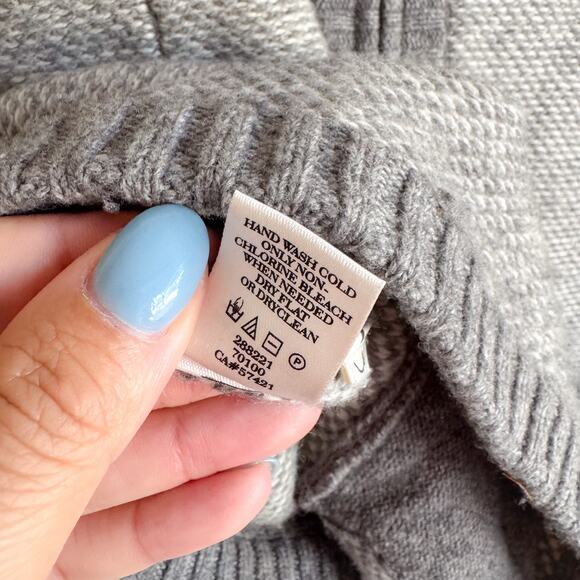 HAND WASH COLD
ONLY NON-
CHLORINE BLEACH
WHEN NEEDED
DRY FLAT
OR DRYCLEAN
P
288221
70100
CA#57421